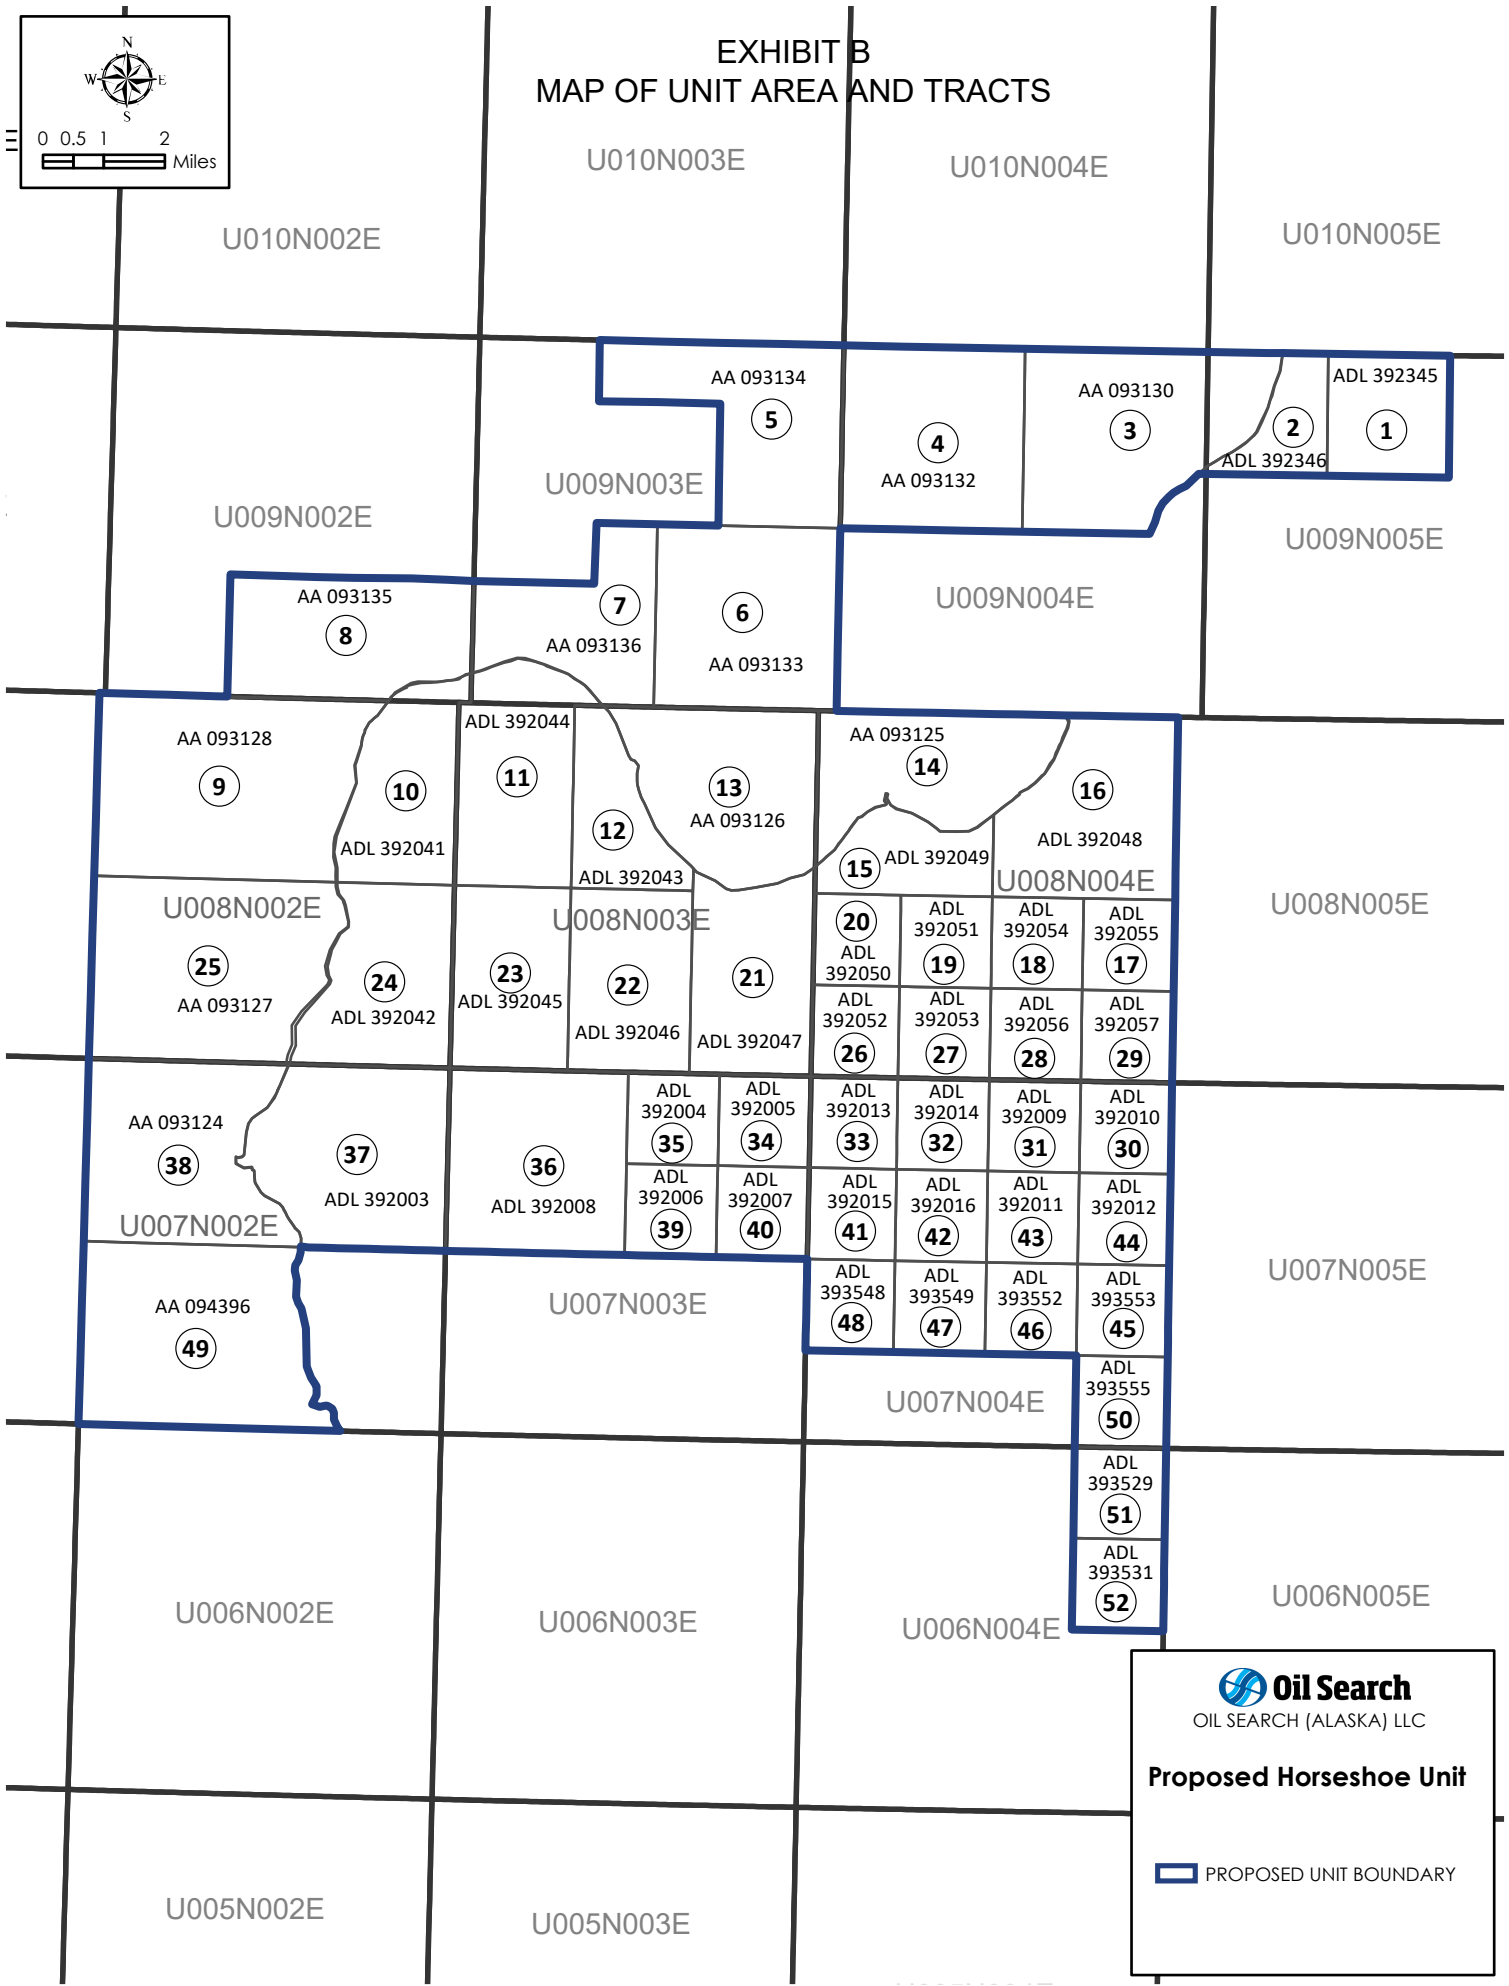 EXHIBIT B
MAP OF UNIT AREA AND TRACTS
N
W E
S
0 0.5 1 2
Miles
U010N003E
U010N004E
U010N002E
U010N005E
AA 093134
5
AA 093130
3
ADL 392345
1
2
ADL 392346
4
AA 093132
U009N003E
U009N002E
U009N005E
U009N004E
AA 093135
8
7
AA 093136
6
AA 093133
AA 093128
9
10
ADL 392041
ADL 392044
11
12
ADL 392043
13
AA 093126
AA 093125
14
16
ADL 392048
15
ADL 392049
U008N004E
U008N002E
U008N003E
U008N005E
25
AA 093127
24
ADL 392042
23
ADL 392045
22
ADL 392046
21
ADL 392047
20
ADL
392050
ADL
392051
19
ADL
392054
18
ADL
392055
17
ADL
392052
26
ADL
392053
27
ADL
392056
28
ADL
392057
29
AA 093124
38
37
ADL 392003
36
ADL 392008
ADL
392004
35
ADL
392005
34
ADL
392013
33
ADL
392014
32
ADL
392009
31
ADL
392010
30
U007N002E
ADL
392006
39
ADL
392007
40
ADL
392015
41
ADL
392016
42
ADL
392011
43
ADL
392012
44
U007N005E
AA 094396
49
U007N003E
ADL
393548
48
ADL
393549
47
ADL
393552
46
ADL
393553
45
U007N004E
ADL
393555
50
ADL
393529
51
ADL
393531
52
U006N002E
U006N003E
U006N004E
U006N005E
Oil Search
OIL SEARCH (ALASKA) LLC
Proposed Horseshoe Unit
PROPOSED UNIT BOUNDARY
U005N002E
U005N003E